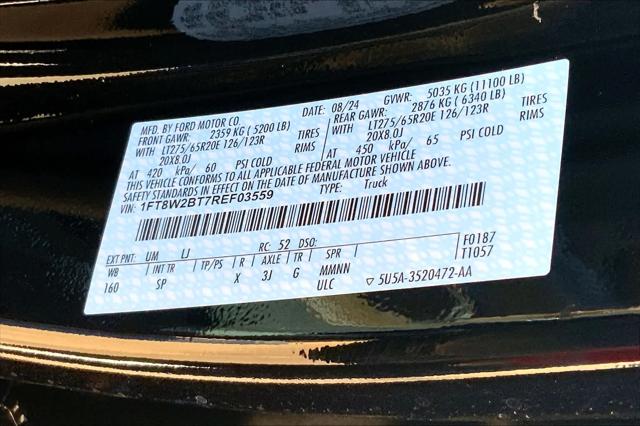 MFD. BY FORD MOTOR CO.
DATE: 08/24 GVWR: 5035 KG (11100 LB)
FRONT GAWR: 2359 KG (5200 LB) REAR GAWR: 2876 KG (6340 LB)
WITH LT275/65R20E 126/123R TIRES WITH LT275/65R20E 126/123R TIRES
20X8.0J RIMS 20X8.0J RIMS
AT 420 kPa/ 60 PSI COLD AT 450 kPa/ 65 PSI COLD
THIS VEHICLE CONFORMS TO ALL APPLICABLE FEDERAL MOTOR VEHICLE
SAFETY STANDARDS IN EFFECT ON THE DATE OF MANUFACTURE SHOWN ABOVE.
VIN: 1FT8W2BT7REF03559 TYPE: Truck
EXT PNT: UM LJ RC: 52 DSO: F0187
WB INT TR TP/PS R AXLE TR SPR T1057
160 SP X 3J G MMNN
ULC ▽ 5U5A-3520472-AA